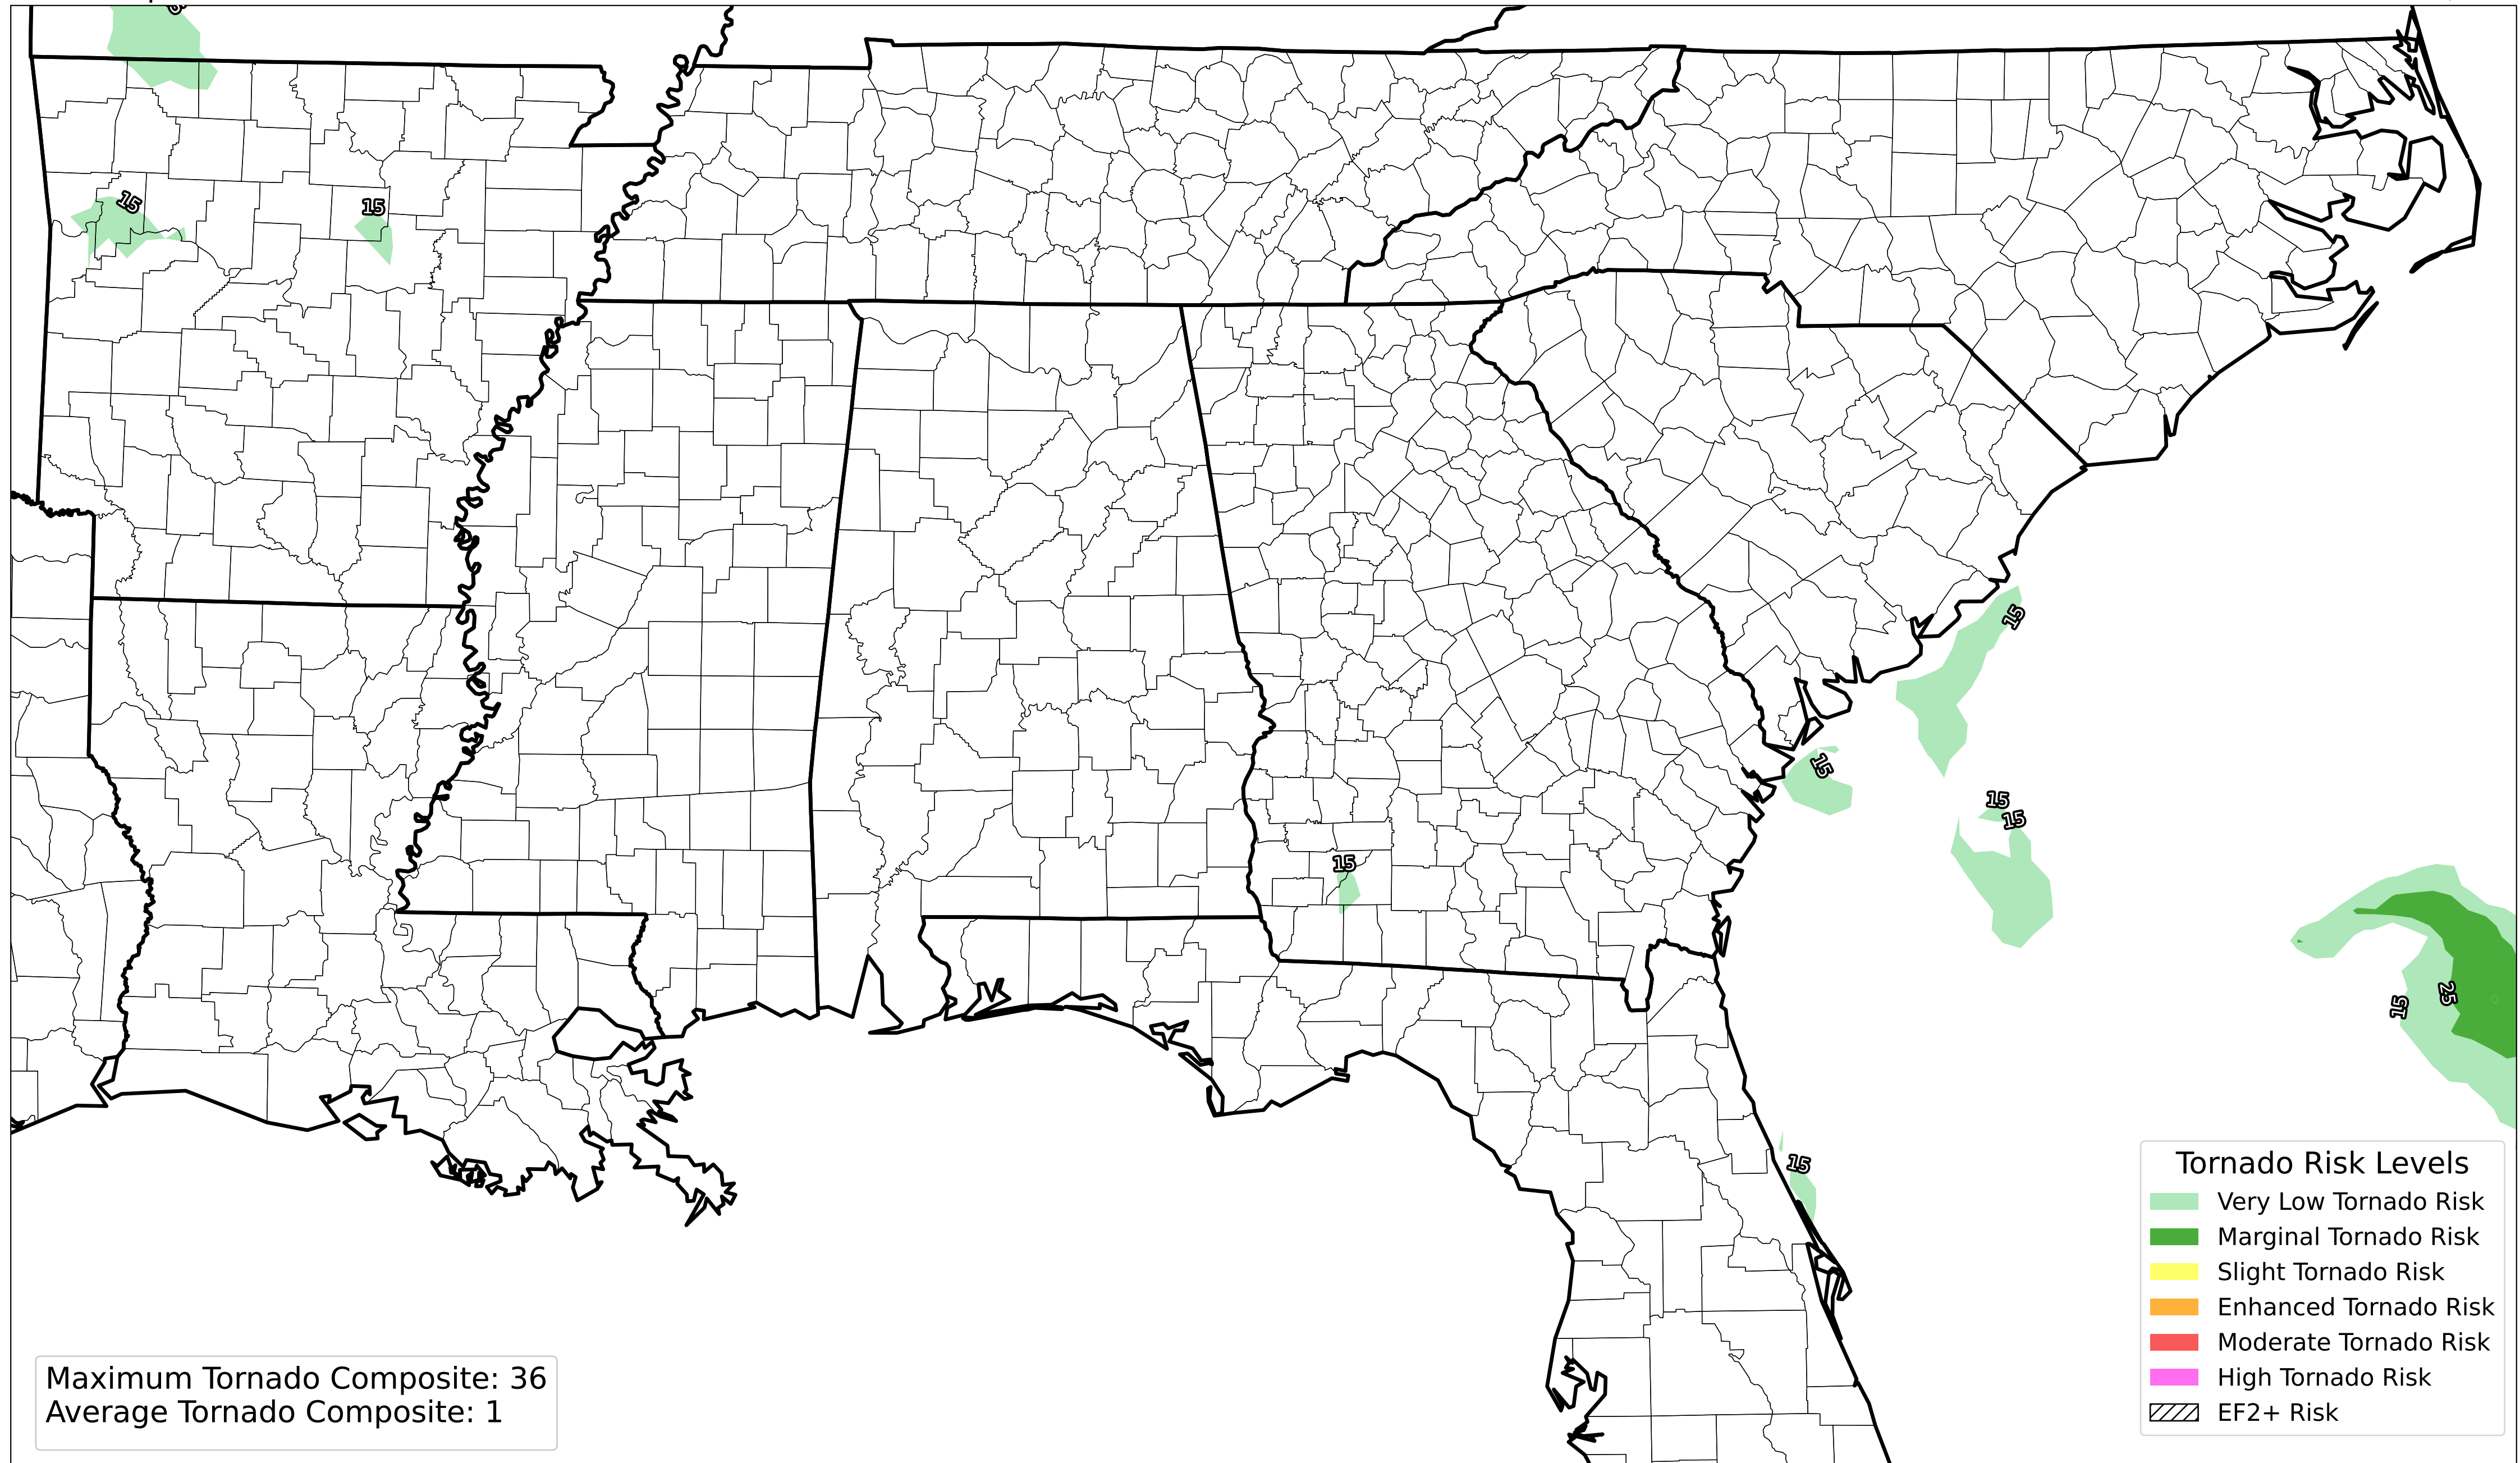 15
15
15
15
15
15
15
15
25
15
Tornado Risk Levels
Very Low Tornado Risk
Marginal Tornado Risk
Slight Tornado Risk
Enhanced Tornado Risk
Moderate Tornado Risk
High Tornado Risk
EF2+ Risk
Maximum Tornado Composite: 36
Average Tornado Composite: 1
15